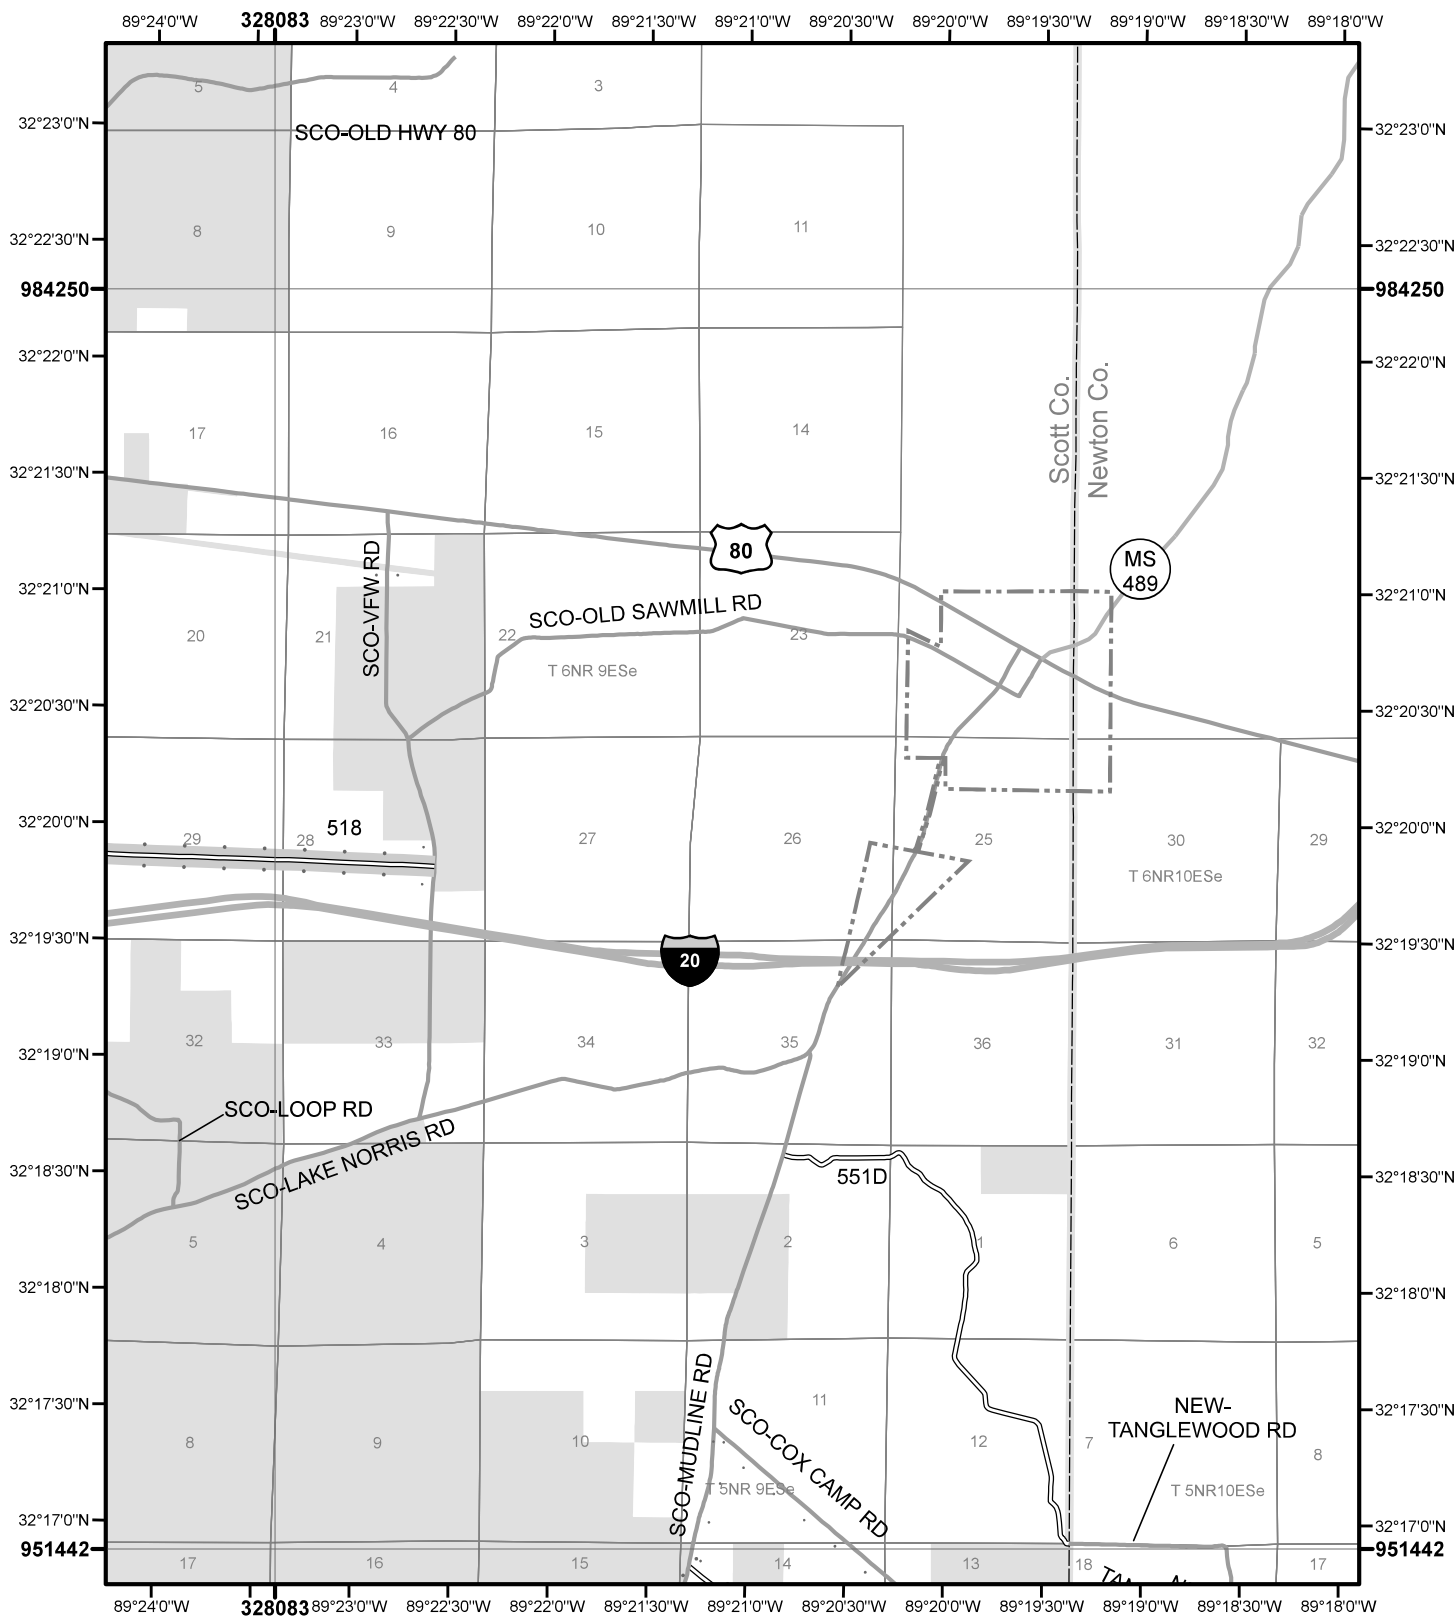 89°24'0"W
328083
89°23'0"W
89°22'30"W
89°22'0"W
89°21'30"W
89°21'0"W
89°20'30"W
89°20'0"W
89°19'30"W
89°19'0"W
89°18'30"W
89°18'0"W
5
4
3
32°23'0"N
SCO-OLD HWY 80
32°23'0"N
8
9
10
11
32°22'30"N
32°22'30"N
984250
984250
32°22'0"N
32°22'0"N
Scott Co.
Newton Co.
17
16
15
14
32°21'30"N
32°21'30"N
80
MS
489
32°21'0"N
32°21'0"N
SCO-VFW RD
SCO-OLD SAWMILL RD
20
21
22
23
T 6NR 9ESe
32°20'30"N
32°20'30"N
32°20'0"N
32°20'0"N
518
29
28
27
26
25
30
29
T 6NR10ESe
32°19'30"N
32°19'30"N
20
32
33
34
35
36
31
32
32°19'0"N
32°19'0"N
SCO-LOOP RD
SCO-LAKE NORRIS RD
32°18'30"N
32°18'30"N
551D
5
4
3
2
1
6
5
32°18'0"N
32°18'0"N
32°17'30"N
32°17'30"N
SCO-MUDLINE RD
SCO-COX CAMP RD
NEW-
TANGLEWOOD RD
8
9
10
11
12
7
8
T 5NR 9ESe
T 5NR10ESe
32°17'0"N
32°17'0"N
951442
951442
17
16
15
14
13
18
17
89°24'0"W
328083
89°23'30"W
89°22'30"W
89°22'0"W
89°21'30"W
89°21'0"W
89°20'30"W
89°20'0"W
89°19'30"W
89°19'0"W
89°18'30"W
89°18'0"W